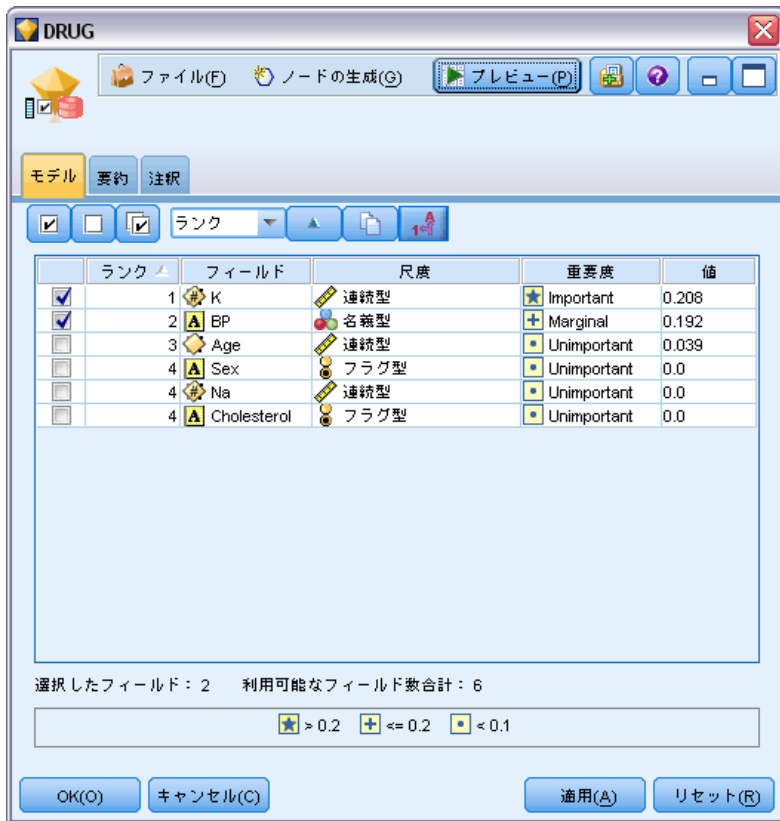 DRUG
ファイル(F) ノードの生成(G) プレビュー(P)
モデル 要約 注釈
ランク
ランク フィールド 尺度 重要度 値
1 K 連続型 Important 0.208
2 BP 名義型 Marginal 0.192
3 Age 連続型 Unimportant 0.039
4 Sex フラグ型 Unimportant 0.0
4 Na 連続型 Unimportant 0.0
4 Cholesterol フラグ型 Unimportant 0.0
選択したフィールド： 2 利用可能なフィールド数合計： 6
> 0.2 <= 0.2 < 0.1
OK(O) キャンセル(C) 適用(A) リセット(R)